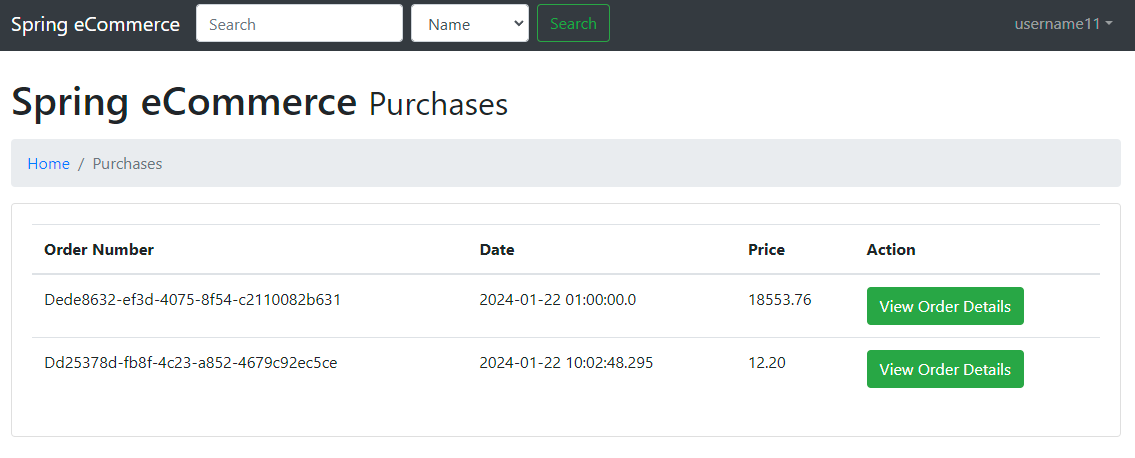 Spring eCommerce Search Name Search username11
Spring eCommerce Purchases
Home / Purchases
Order Number Date Price Action
Dede8632-ef3d-4075-8f54-c2110082b631 2024-01-22 01:00:00.0 18553.76 View Order Details
Dd25378d-fb8f-4c23-a852-4679c92ec5ce 2024-01-22 10:02:48.295 12.20 View Order Details